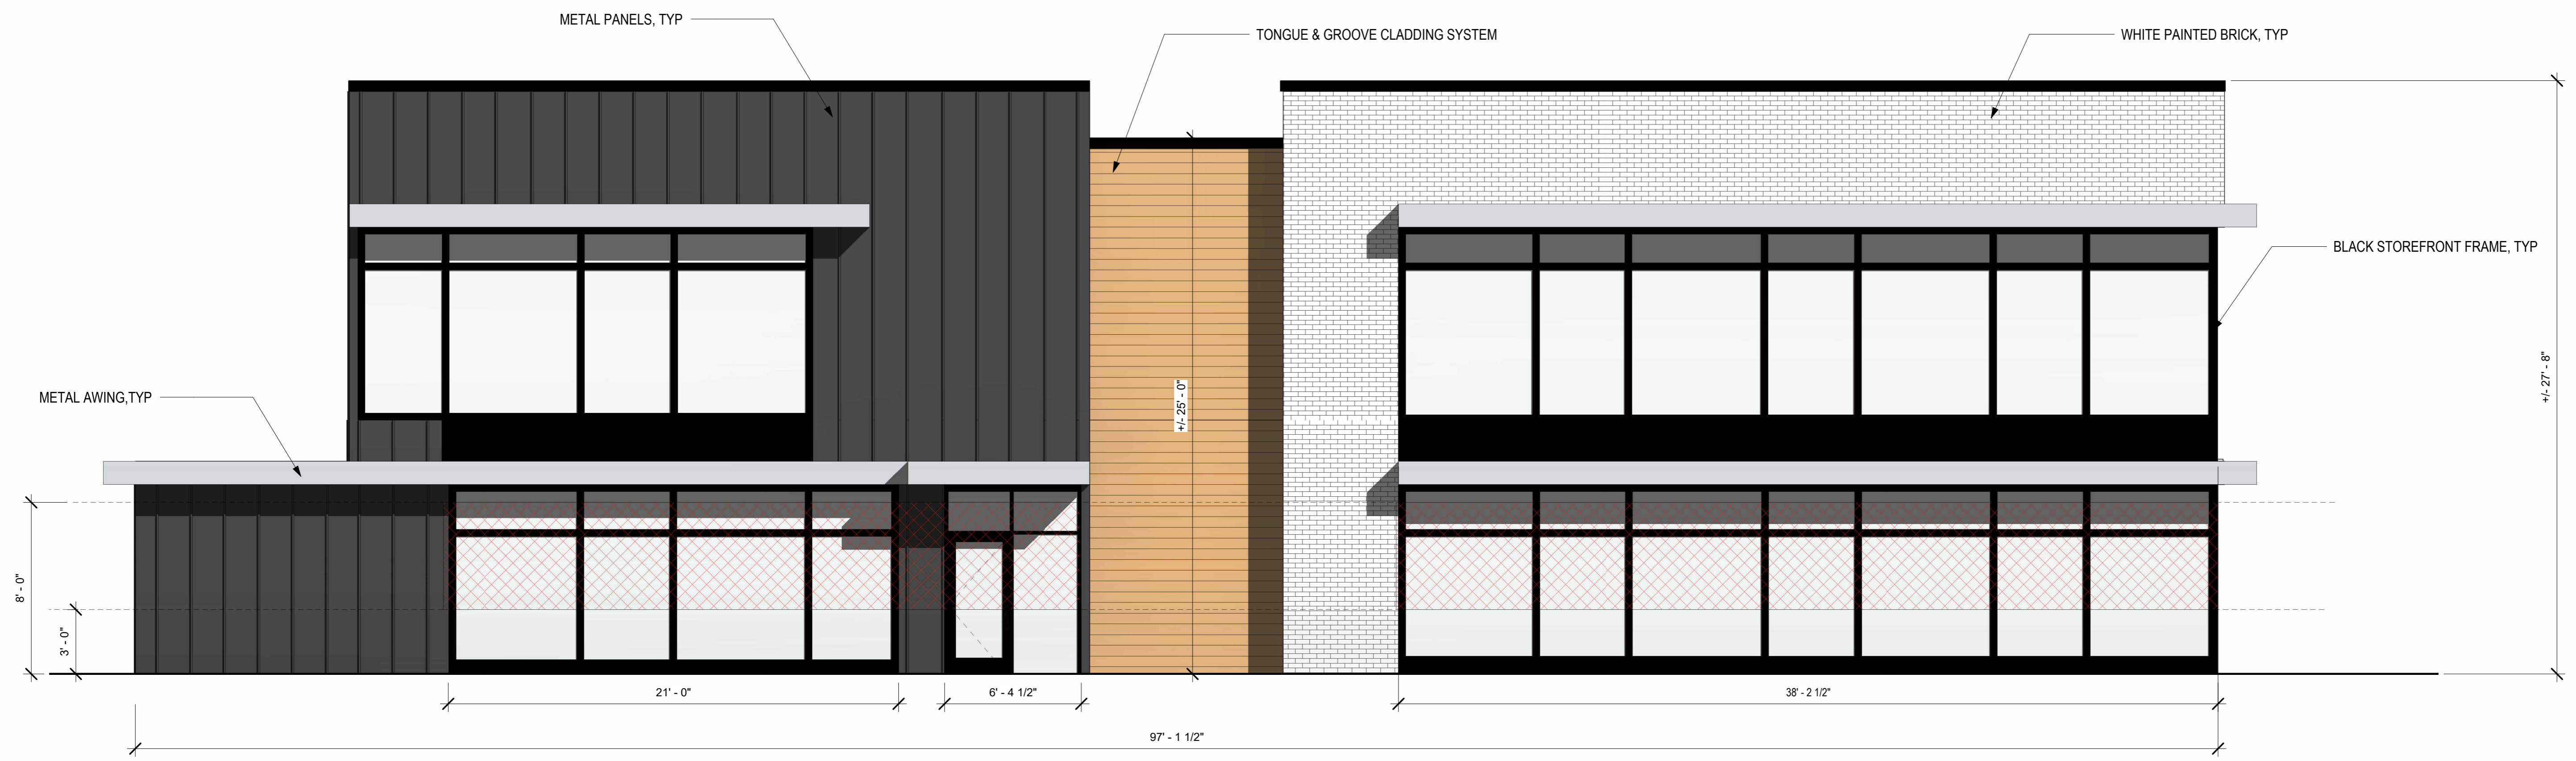 METAL PANELS, TYP
TONGUE & GROOVE CLADDING SYSTEM
WHITE PAINTED BRICK, TYP
BLACK STOREFRONT FRAME, TYP
METAL AWING,TYP
+/- 27' - 8"
+/- 25' - 0"
8' - 0"
3' - 0"
21' - 0"
6' - 4 1/2"
38' - 2 1/2"
97' - 1 1/2"